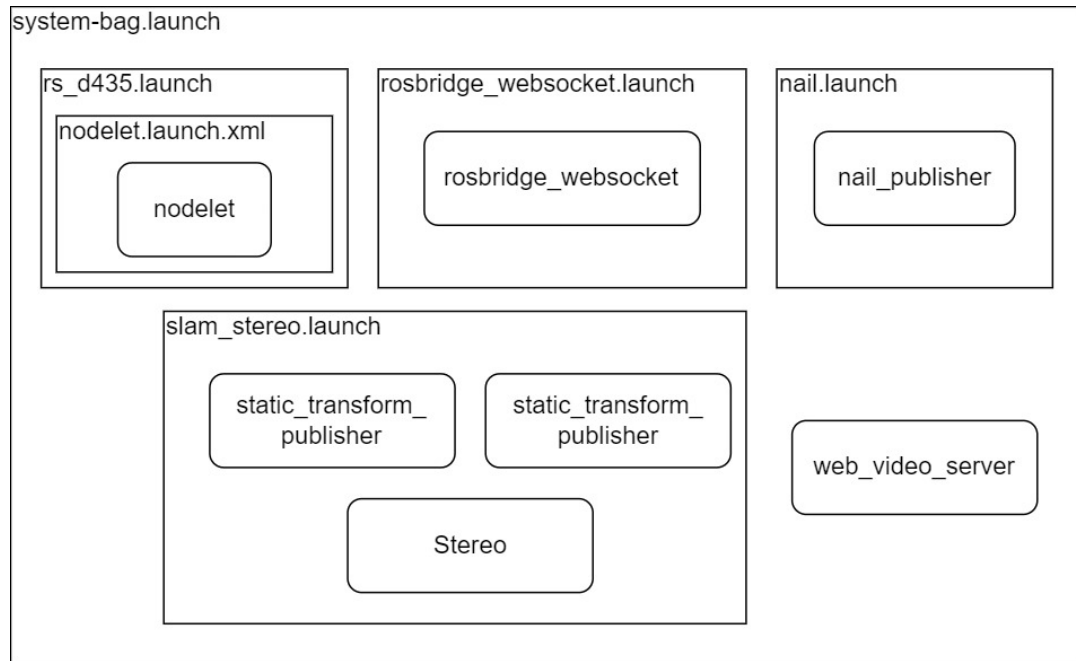 system-bag.launch
rs_d435.launch
nodelet.launch.xml
nodelet
rosbridge_websocket.launch
rosbridge_websocket
nail.launch
nail_publisher
slam_stereo.launch
static_transform_
publisher
static_transform_
publisher
Stereo
web_video_server